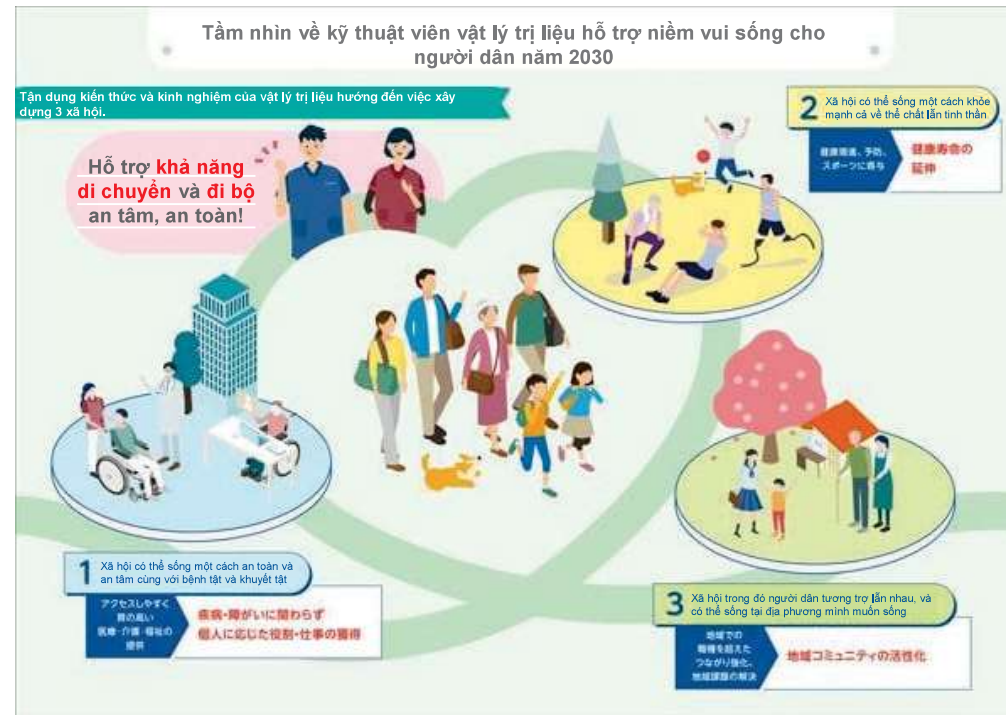 Tầm nhìn về kỹ thuật viên vật lý trị liệu hỗ trợ niềm vui sống cho
người dân năm 2030
Tận dụng kiến thức và kinh nghiệm của vật lý trị liệu hướng đến việc xây
dựng 3 xã hội.
Hỗ trợ khả năng
di chuyển và đi bộ
an tâm, an toàn!
2 Xã hội có thể sống một cách khỏe
mạnh cả về thể chất lẫn tinh thần
健康増進、予防、
スポーツに寄与
健康寿命の
延伸
1 Xã hội có thể sống một cách an toàn và
an tâm cùng với bệnh tật và khuyết tật
アクセスしやすく
質の高い
医療・介護・福祉の
提供
疾病・障がいに関わらず
個人に応じた役割・仕事の獲得
3 Xã hội trong đó người dân tương trợ lẫn nhau, và
có thể sống tại địa phương mình muốn sống
地域での
職種を超えた
つながり強化、
地域課題の解決
地域コミュニティの活性化